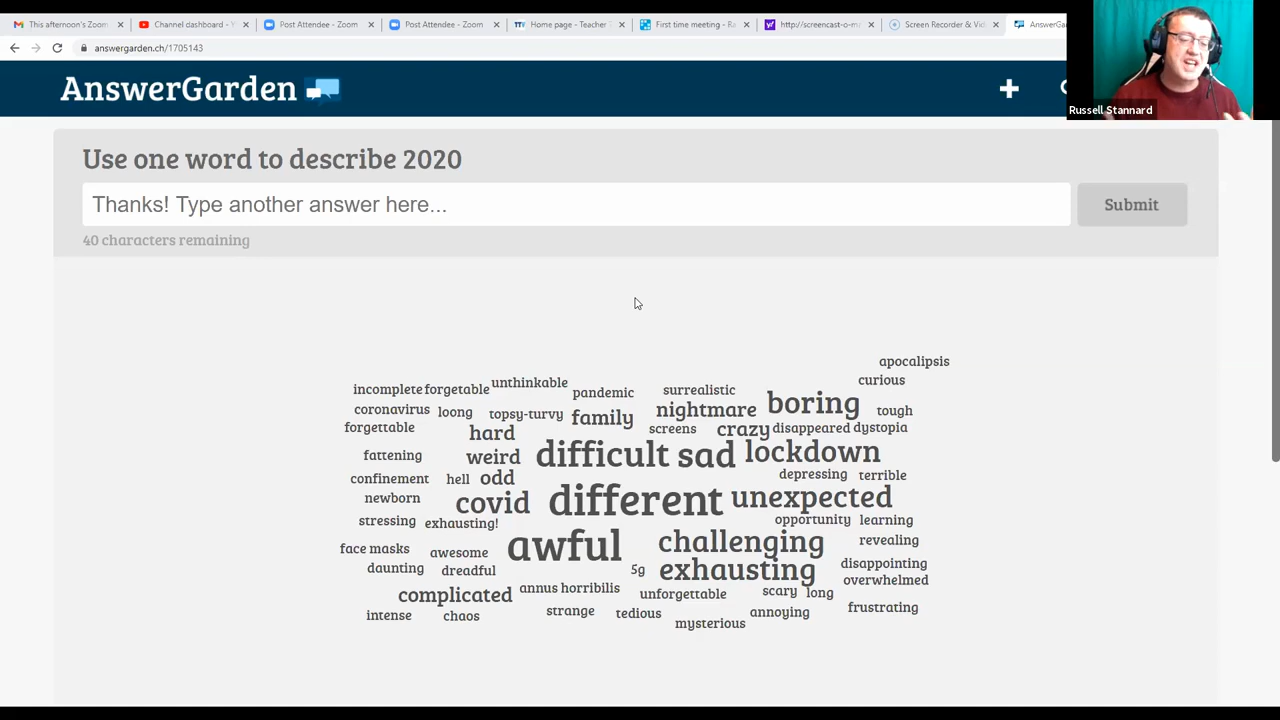 This afternoon's Zoom
Channel dashboard - Y
Post Attendee - Zoom
Post Attendee - Zoom
Home page - Teacher T
First time meeting - Ra
http://screencast-o-m
Screen Recorder & Vid
AnswerGa
answergarden.ch/1705143
AnswerGarden
Russell Stannard
Use one word to describe 2020
Thanks! Type another answer here...
Submit
40 characters remaining
apocalipsis
incomplete forgetable unthinkable pandemic surrealistic curious
coronavirus loong topsy-turvy family nightmare boring tough
forgettable hard screens crazy disappeared dystopia
fattening weird difficult sad lockdown
confinement hell odd depressing terrible
newborn covid different unexpected
stressing exhausting! opportunity learning
face masks awesome awful challenging revealing
daunting dreadful 5g exhausting disappointing
overwhelmed
complicated annus horribilis unforgettable scary long
intense chaos strange tedious mysterious annoying frustrating